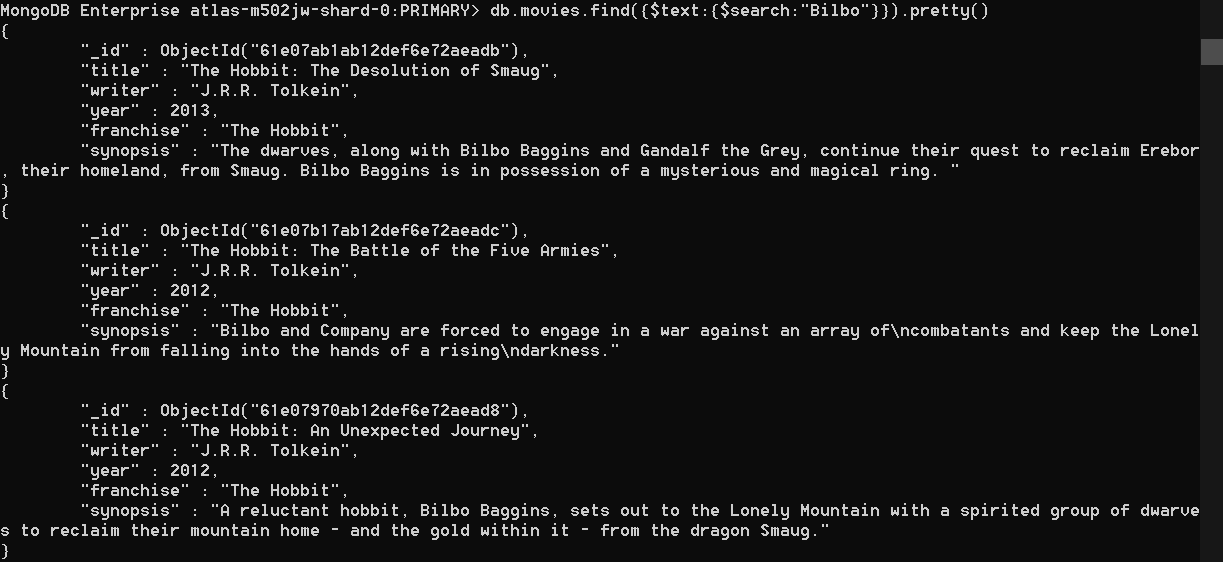 MongoDB Enterprise atlas-m502jw-shard-0:PRIMARY> db.movies.find({$text:{$search:"Bilbo"}}).pretty()
{
        "_id" : ObjectId("61e07ab1ab12def6e72aeadb"),
        "title" : "The Hobbit: The Desolution of Smaug",
        "writer" : "J.R.R. Tolkein",
        "year" : 2013,
        "franchise" : "The Hobbit",
        "synopsis" : "The dwarves, along with Bilbo Baggins and Gandalf the Grey, continue their quest to reclaim Erebor
, their homeland, from Smaug. Bilbo Baggins is in possession of a mysterious and magical ring. "
}
{
        "_id" : ObjectId("61e07b17ab12def6e72aeadc"),
        "title" : "The Hobbit: The Battle of the Five Armies",
        "writer" : "J.R.R. Tolkein",
        "year" : 2012,
        "franchise" : "The Hobbit",
        "synopsis" : "Bilbo and Company are forced to engage in a war against an array of\ncombatants and keep the Lonel
y Mountain from falling into the hands of a rising\ndarkness."
}
{
        "_id" : ObjectId("61e07970ab12def6e72aead8"),
        "title" : "The Hobbit: An Unexpected Journey",
        "writer" : "J.R.R. Tolkein",
        "year" : 2012,
        "franchise" : "The Hobbit",
        "synopsis" : "A reluctant hobbit, Bilbo Baggins, sets out to the Lonely Mountain with a spirited group of dwarve
s to reclaim their mountain home - and the gold within it - from the dragon Smaug."
}